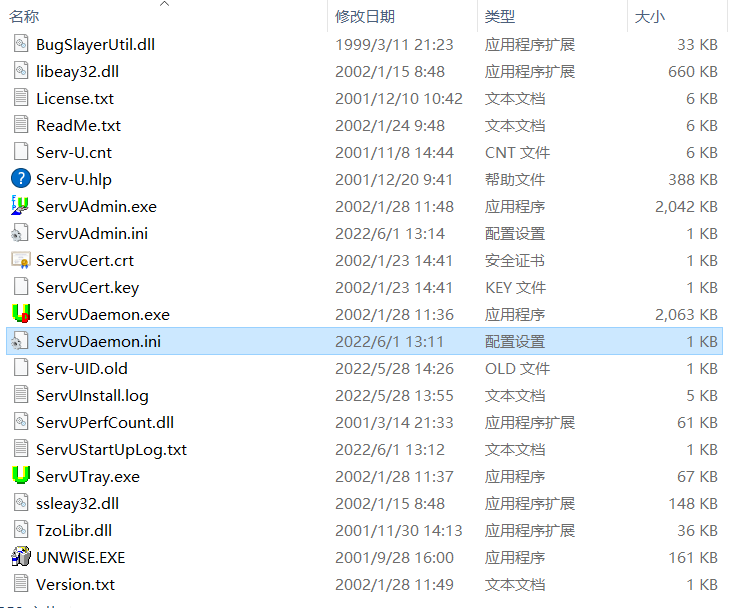 名称 修改日期 类型 大小
BugSlayerUtil.dll 1999/3/11 21:23 应用程序扩展 33 KB
libeay32.dll 2002/1/15 8:48 应用程序扩展 660 KB
License.txt 2001/12/10 10:42 文本文档 6 KB
ReadMe.txt 2002/1/24 9:48 文本文档 6 KB
Serv-U.cnt 2001/11/8 14:44 CNT 文件 6 KB
Serv-U.hlp 2001/12/20 9:41 帮助文件 388 KB
ServUAdmin.exe 2002/1/28 11:48 应用程序 2,042 KB
ServUAdmin.ini 2022/6/1 13:14 配置设置 1 KB
ServUCert.crt 2002/1/23 14:41 安全证书 1 KB
ServUCert.key 2002/1/23 14:41 KEY 文件 1 KB
ServUDaemon.exe 2002/1/28 11:36 应用程序 2,063 KB
ServUDaemon.ini 2022/6/1 13:11 配置设置 1 KB
Serv-UID.old 2022/5/28 14:26 OLD 文件 1 KB
ServUInstall.log 2022/5/28 13:55 文本文档 5 KB
ServUPerfCount.dll 2001/3/14 21:33 应用程序扩展 61 KB
ServUStartUpLog.txt 2022/6/1 13:12 文本文档 1 KB
ServUTray.exe 2002/1/28 11:37 应用程序 67 KB
ssleay32.dll 2002/1/15 8:48 应用程序扩展 148 KB
TzoLibr.dll 2001/11/30 14:13 应用程序扩展 36 KB
UNWISE.EXE 2001/9/28 16:00 应用程序 161 KB
Version.txt 2002/1/28 11:49 文本文档 1 KB